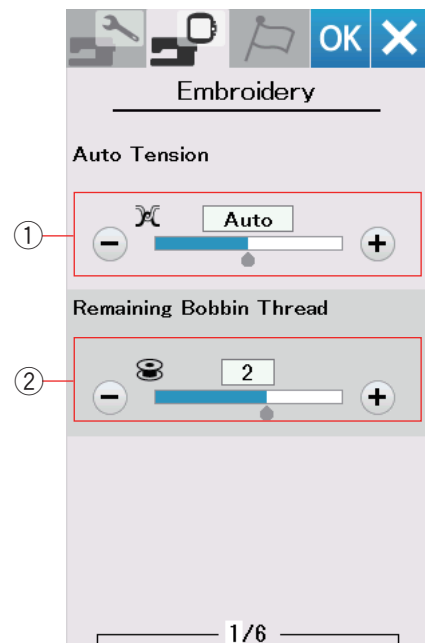 OK
Embroidery
Auto Tension
①
Auto
Remaining Bobbin Thread
②
2
1/6